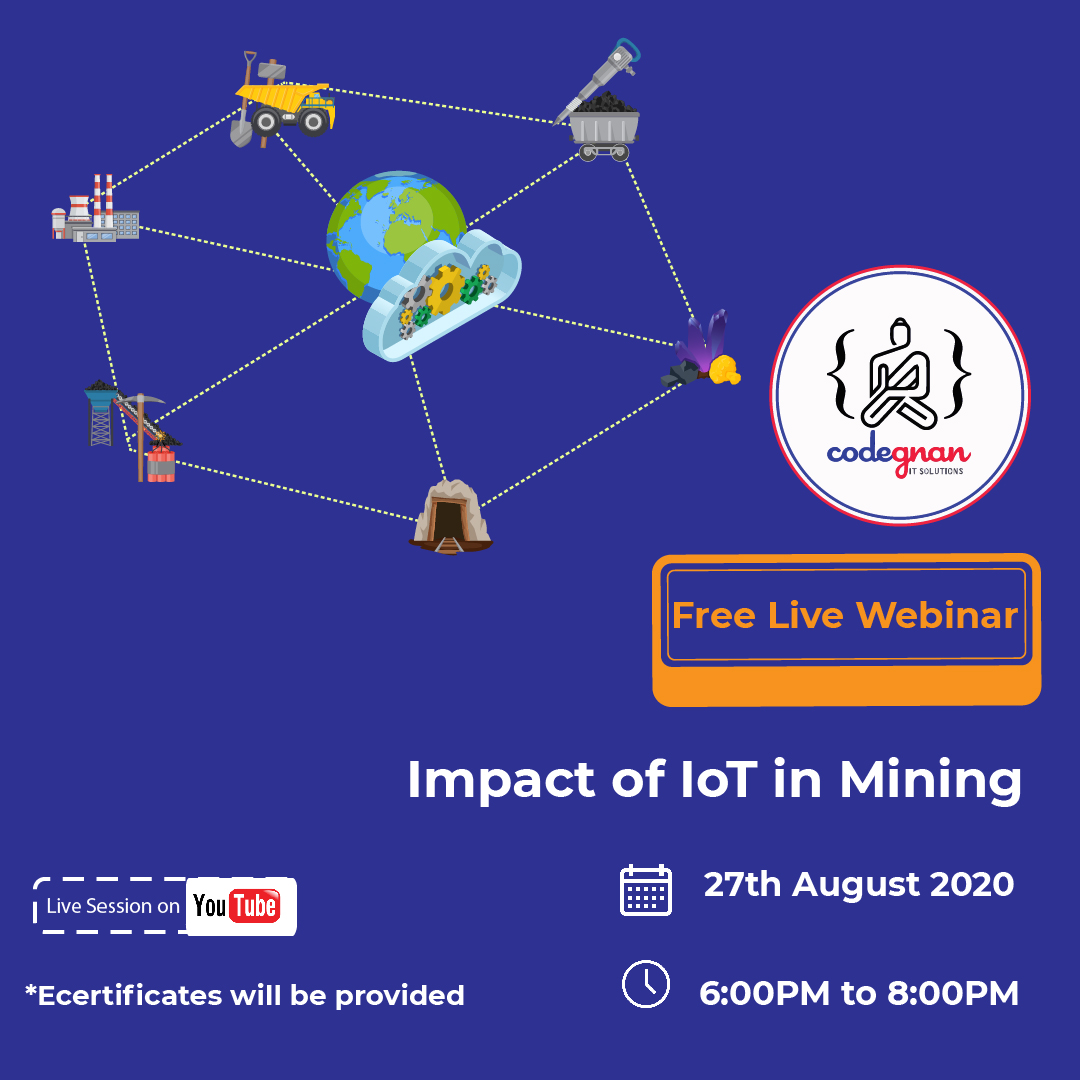 codegnan
IT SOLUTIONS
Free Live Webinar
Impact of IoT in Mining
27th August 2020
Live Session on YouTube
6:00PM to 8:00PM
*Ecertificates will be provided